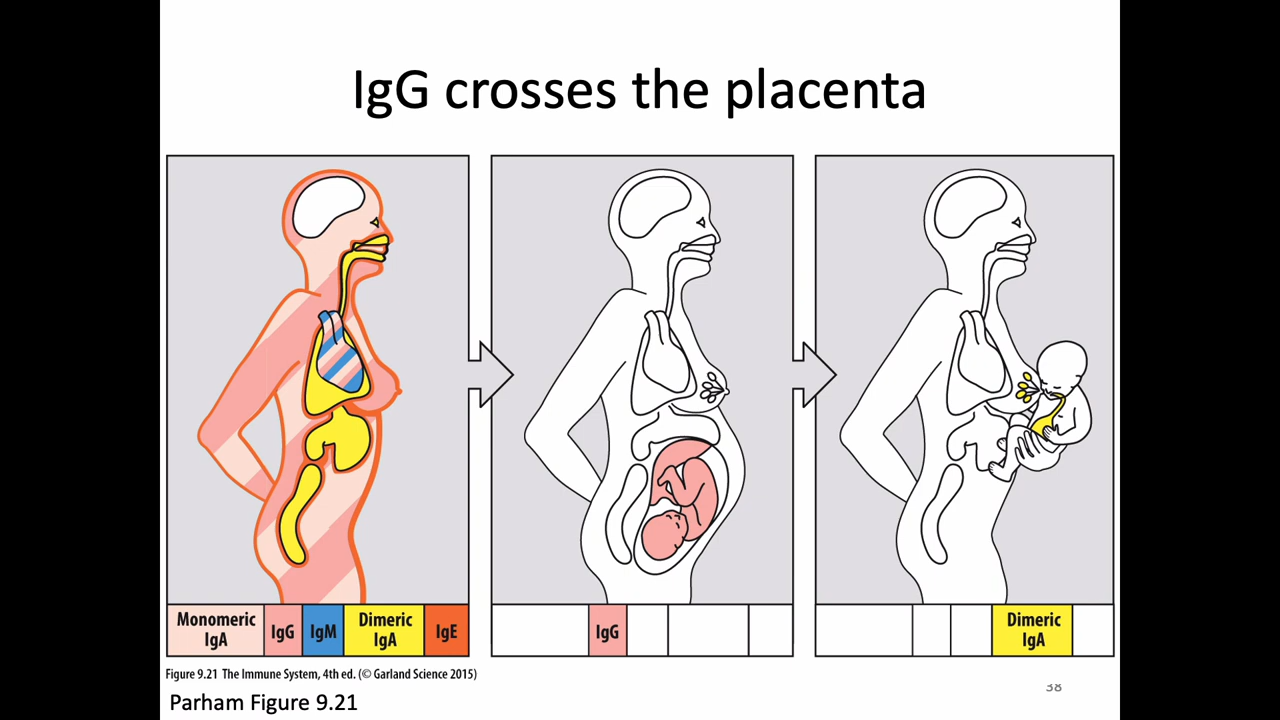 IgG crosses the placenta
Monomeric
IgA
IgG
IgM
Dimeric
IgA
IgE
IgG
Dimeric
IgA
Figure 9.21 The Immune System, 4th ed. (© Garland Science 2015)
Parham Figure 9.21
38